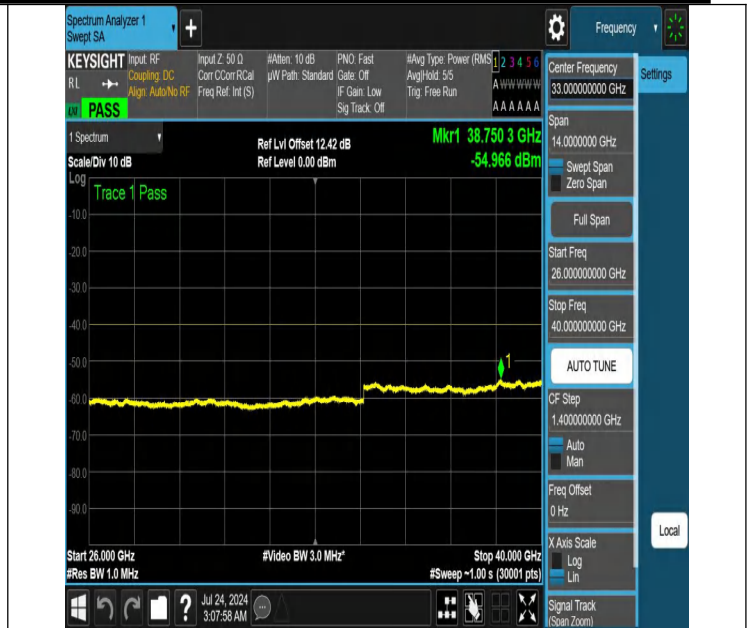 Spectrum Analyzer 1
Swept SA
+
Frequency
KEYSIGHT
RL
PASS
Input: RF
Coupling: DC
Align: Auto/No RF
Input Z: 50 Ω
Corr CCorr RCal
Freq Ref: Int (S)
#Atten: 10 dB
µW Path: Standard
PNO: Fast
Gate: Off
IF Gain: Low
Sig Track: Off
#Avg Type: Power (RMS
Avg|Hold: 5/5
Trig: Free Run
1 2 3 4 5 6
A W W W W W
A A A A A A
1 Spectrum
Scale/Div 10 dB
Ref Lvl Offset 12.42 dB
Ref Level 0.00 dBm
Mkr1 38.750 3 GHz
-54.966 dBm
Log
Trace 1 Pass
-10.0
-20.0
-30.0
-40.0
-50.0
-60.0
-70.0
-80.0
-90.0
1
Start 26.000 GHz
#Res BW 1.0 MHz
#Video BW 3.0 MHz*
Stop 40.000 GHz
#Sweep ~1.00 s (30001 pts)
?
Jul 24, 2024
3:07:58 AM
Center Frequency
33.000000000 GHz
Settings
Span
14.0000000 GHz
Swept Span
Zero Span
Full Span
Start Freq
26.000000000 GHz
Stop Freq
40.000000000 GHz
AUTO TUNE
CF Step
1.400000000 GHz
Auto
Man
Freq Offset
0 Hz
X Axis Scale
Log
Lin
Local
Signal Track
(Span Zoom)